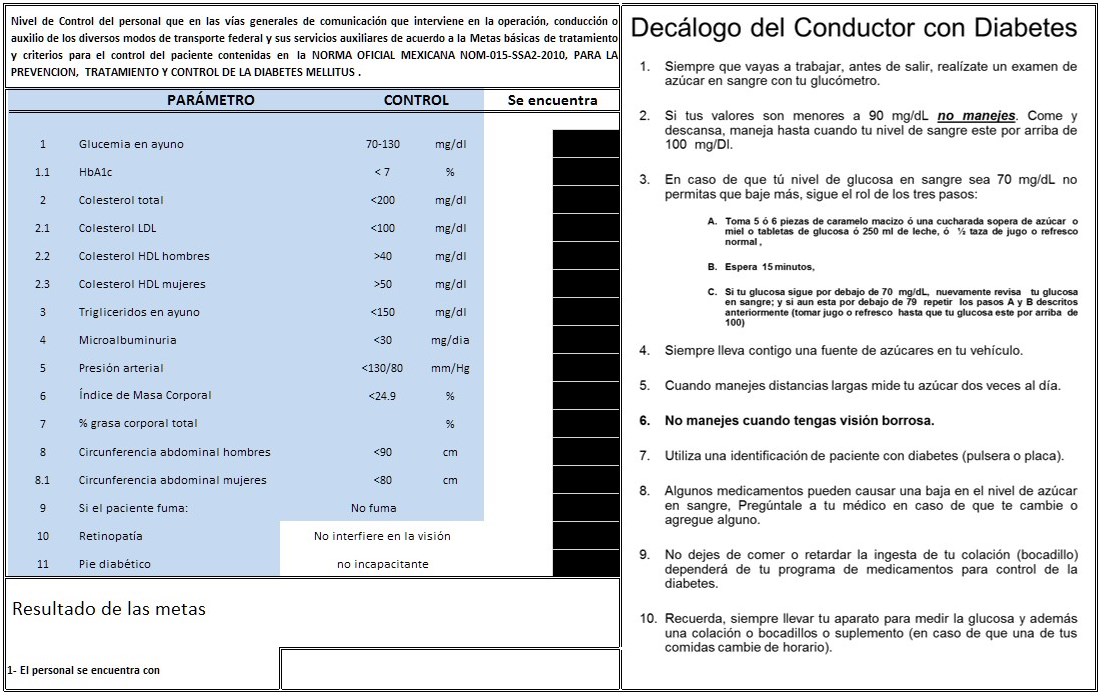 Nivel de Control del personal que en las vías generales de comunicación que interviene en la operación, conducción o
auxilio de los diversos modos de transporte federal y sus servicios auxiliares de acuerdo a la Metas básicas de tratamiento
y criterios para el control del paciente contenidas en la NORMA OFICIAL MEXICANA NOM-015-SSA2-2010, PARA LA
PREVENCION, TRATAMIENTO Y CONTROL DE LA DIABETES MELLITUS .
PARÁMETRO CONTROL Se encuentra
1 Glucemia en ayuno 70-130 mg/dl
1.1 HbA1c < 7 %
2 Colesterol total <200 mg/dl
2.1 Colesterol LDL <100 mg/dl
2.2 Colesterol HDL hombres >40 mg/dl
2.3 Colesterol HDL mujeres >50 mg/dl
3 Trigliceridos en ayuno <150 mg/dl
4 Microalbuminuria <30 mg/dia
5 Presión arterial <130/80 mm/Hg
6 Índice de Masa Corporal <24.9 %
7 % grasa corporal total %
8 Circunferencia abdominal hombres <90 cm
8.1 Circunferencia abdominal mujeres <80 cm
9 Si el paciente fuma: No fuma
10 Retinopatía No interfiere en la visión
11 Pie diabético no incapacitante
Resultado de las metas
1- El personal se encuentra con
Decálogo del Conductor con Diabetes
1. Siempre que vayas a trabajar, antes de salir, realízate un examen de
azúcar en sangre con tu glucómetro.
2. Si tus valores son menores a 90 mg/dL no manejes. Come y
descansa, maneja hasta cuando tu nivel de sangre este por arriba de
100 mg/Dl.
3. En caso de que tú nivel de glucosa en sangre sea 70 mg/dL no
permitas que baje más, sigue el rol de los tres pasos:
A. Toma 5 ó 6 piezas de caramelo macizo ó una cucharada sopera de azúcar o
miel o tabletas de glucosa ó 250 ml de leche, ó ½ taza de jugo o refresco
normal ,
B. Espera 15 minutos,
C. Si tu glucosa sigue por debajo de 70 mg/dL, nuevamente revisa tu glucosa
en sangre; y si aun esta por debajo de 79 repetir los pasos A y B descritos
anteriormente (tomar jugo o refresco hasta que tu glucosa este por arriba de
100)
4. Siempre lleva contigo una fuente de azúcares en tu vehículo.
5. Cuando manejes distancias largas mide tu azúcar dos veces al día.
6. No manejes cuando tengas visión borrosa.
7. Utiliza una identificación de paciente con diabetes (pulsera o placa).
8. Algunos medicamentos pueden causar una baja en el nivel de azúcar
en sangre, Pregúntale a tu médico en caso de que te cambie o
agregue alguno.
9. No dejes de comer o retardar la ingesta de tu colación (bocadillo)
dependerá de tu programa de medicamentos para control de la
diabetes.
10. Recuerda, siempre llevar tu aparato para medir la glucosa y además
una colación o bocadillos o suplemento (en caso de que una de tus
comidas cambie de horario).